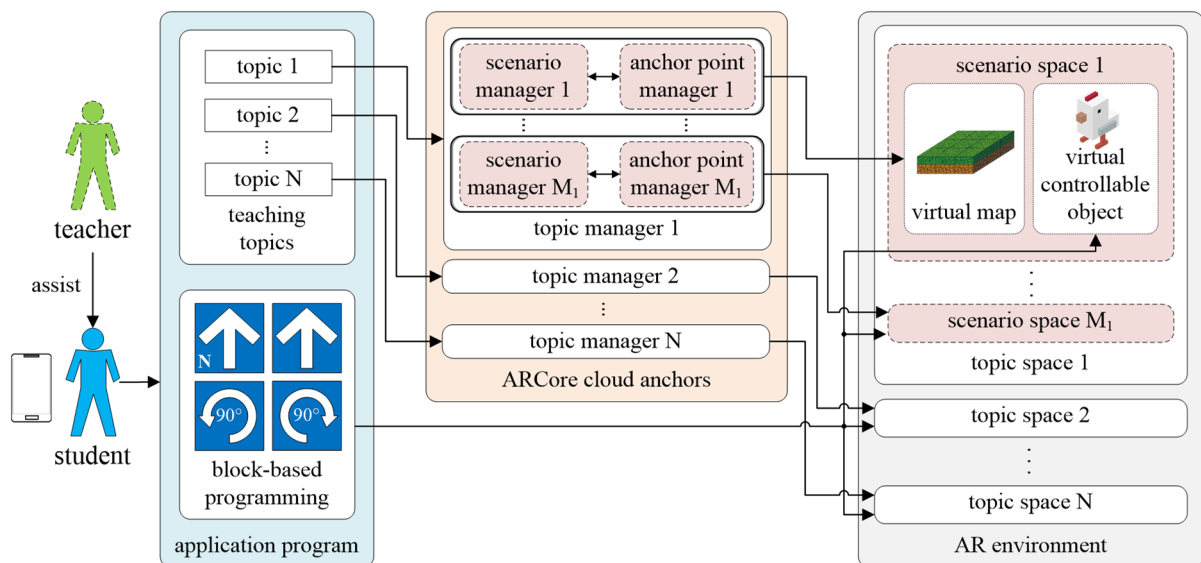 teacher
assist
student
topic 1
topic 2
⋮
topic N
teaching
topics
N
90°
90°
block-based
programming
application program
scenario
manager 1
anchor point
manager 1
⋮
⋮
scenario
manager M₁
anchor point
manager M₁
topic manager 1
topic manager 2
⋮
topic manager N
ARCore cloud anchors
scenario space 1
virtual map
virtual
controllable
object
⋮
scenario space M₁
topic space 1
topic space 2
⋮
topic space N
AR environment